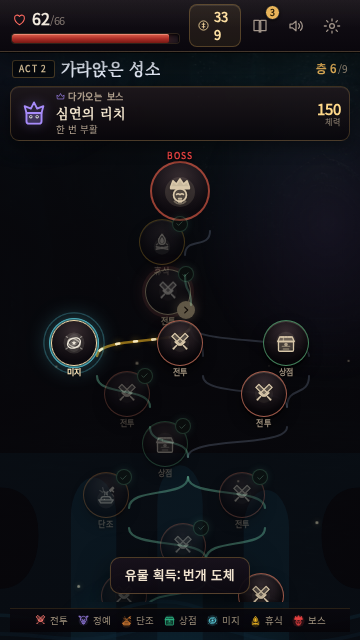 62/66
33
9
3
ACT 2 가라앉은 성소
층 6/9
다가오는 보스
심연의 리치
한 번 부활
150
체력
BOSS
휴식
전투
미지
전투
상점
전투
전투
상점
단조
전투
유물 획득: 번개 도체
전투 정예 단조 상점 미지 휴식 보스